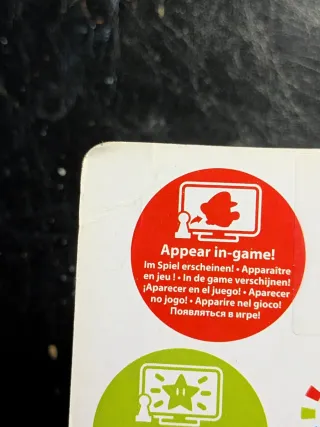 Appear in-game!
Im Spiel erscheinen! • Apparaître
en jeu ! • In de game verschijnen!
¡Aparecer en el juego! • Aparecer
no jogo! • Apparire nel gioco!
Появляться в игре!